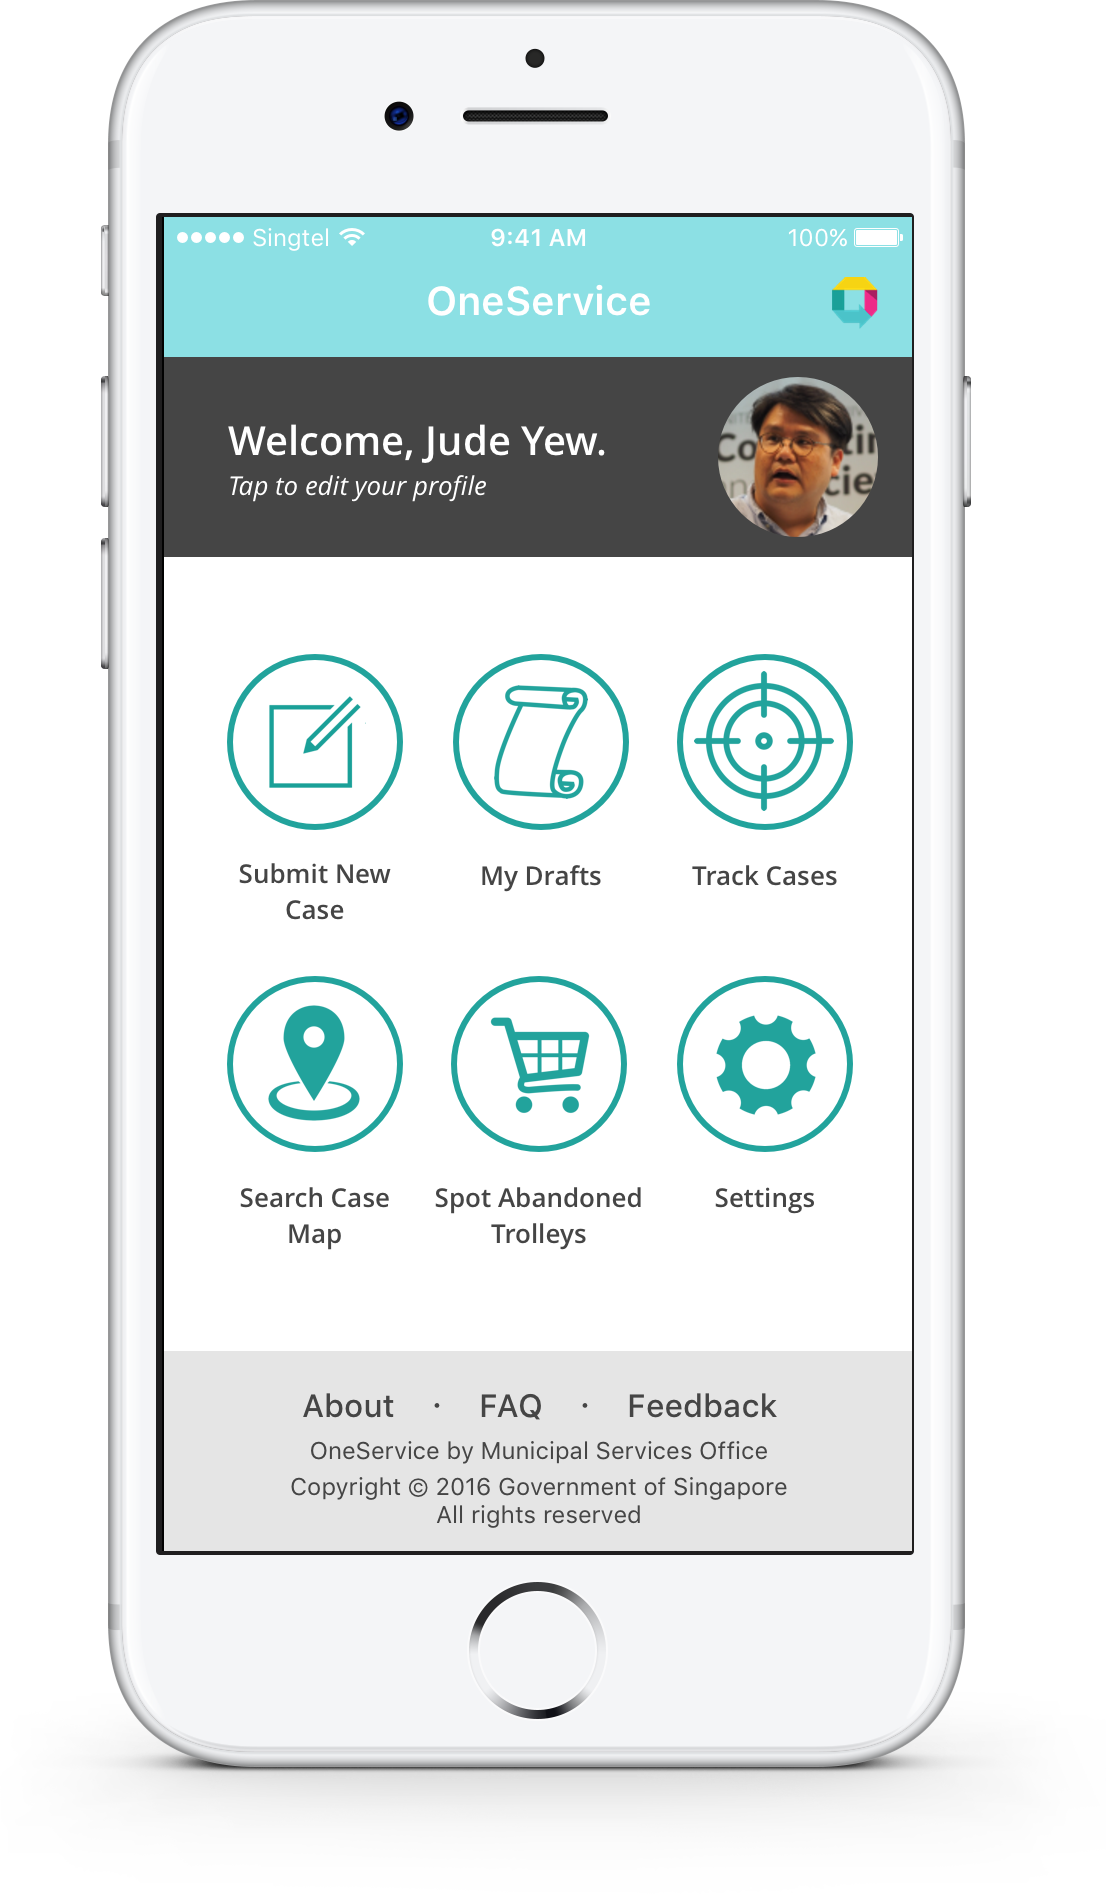 Singtel 9:41 AM 100%
OneService
Welcome, Jude Yew.
Tap to edit your profile
Submit New
Case
My Drafts
Track Cases
Search Case
Map
Spot Abandoned
Trolleys
Settings
About · FAQ · Feedback
OneService by Municipal Services Office
Copyright © 2016 Government of Singapore
All rights reserved